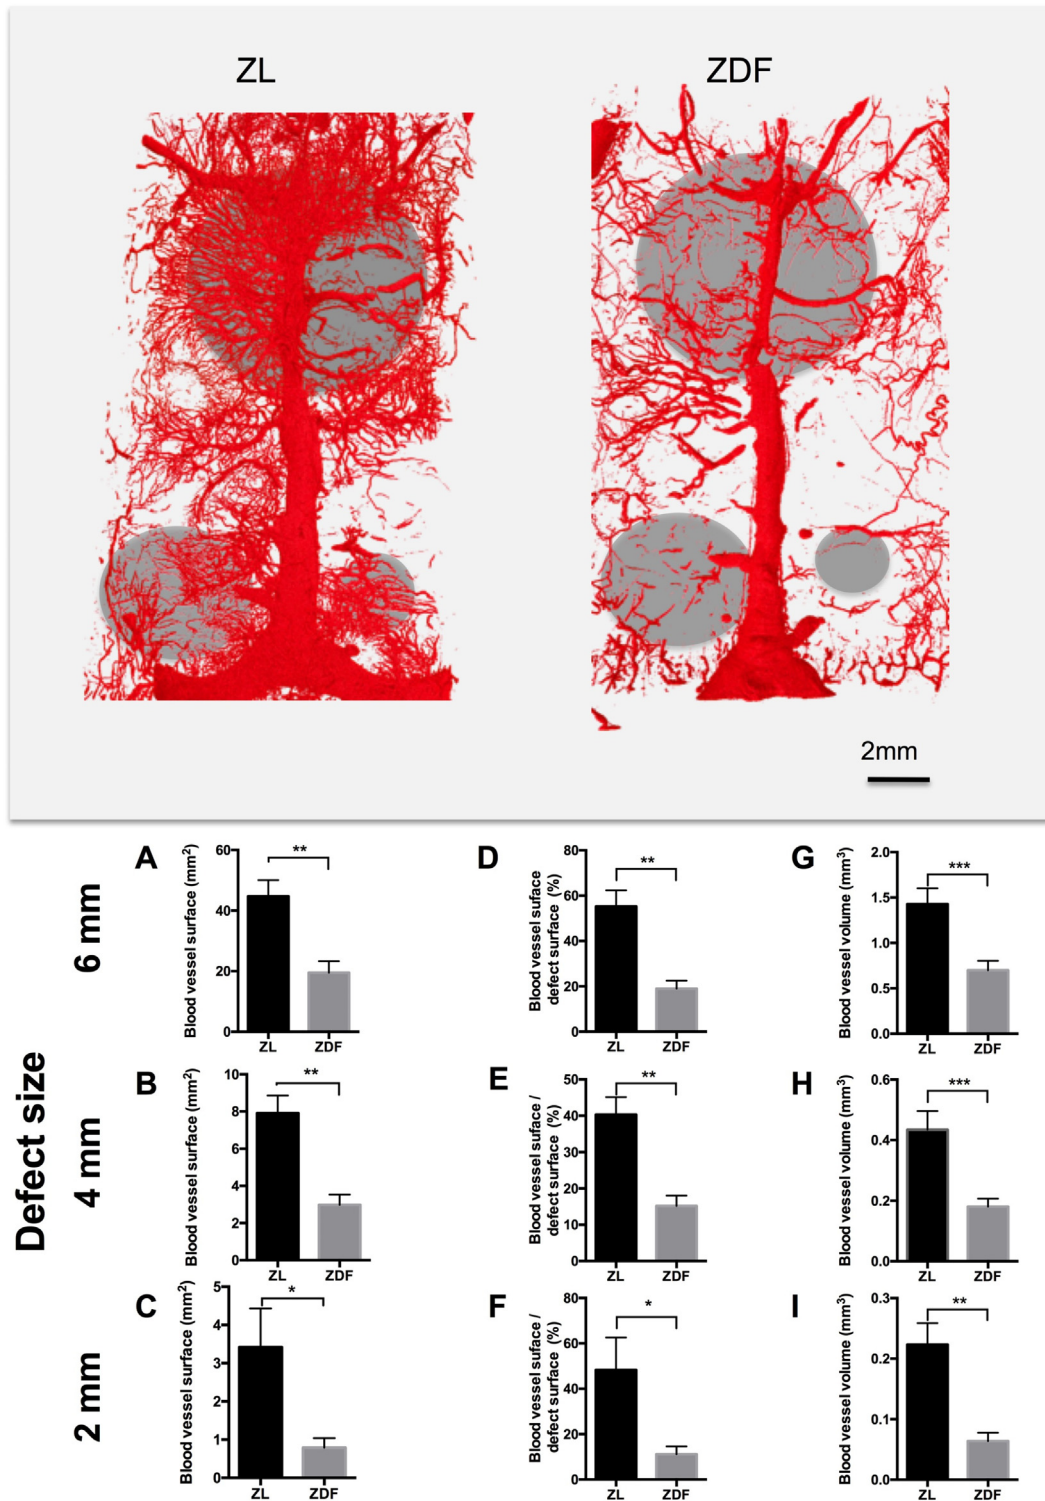 ZL
ZDF
2mm
Defect size
6 mm
A
Blood vessel surface (mm2)
60
40
20
0
**
ZL
ZDF
D
Blood vessel suface
defect surface (%)
80
60
40
20
0
**
ZL
ZDF
G
Blood vessel volume (mm3)
2.0
1.5
1.0
0.5
0.0
***
ZL
ZDF
4 mm
B
Blood vessel surface (mm2)
10
8
6
4
2
0
**
ZL
ZDF
E
Blood vessel suface /
defect surface (%)
50
40
30
20
10
0
**
ZL
ZDF
H
Blood vessel volume (mm3)
0.6
0.4
0.2
0.0
***
ZL
ZDF
2 mm
C
Blood vessel surface (mm2)
5
4
3
2
1
0
*
ZL
ZDF
F
Blood vessel suface /
defect surface (%)
80
60
40
20
0
*
ZL
ZDF
I
Blood vessel volume (mm3)
0.3
0.2
0.1
0.0
**
ZL
ZDF